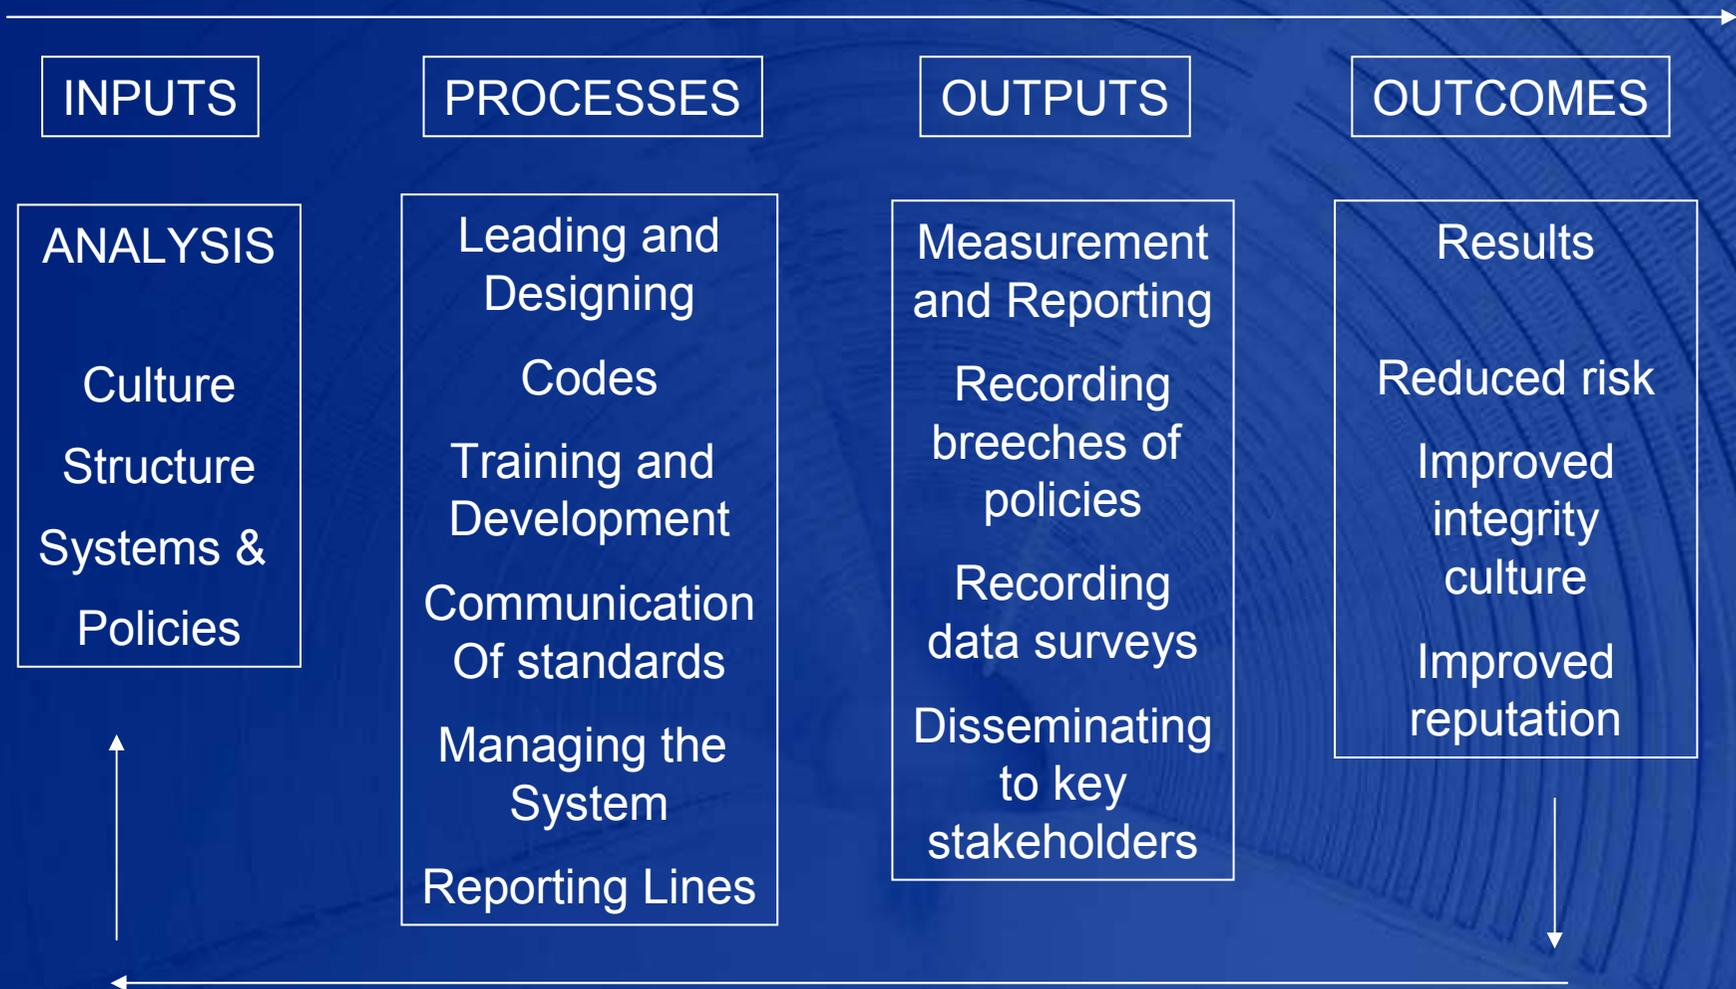 INPUTS
PROCESSES
OUTPUTS
OUTCOMES
ANALYSIS
Culture
Structure
Systems &
Policies
Leading and
Designing
Codes
Training and
Development
Communication
Of standards
Managing the
System
Reporting Lines
Measurement
and Reporting
Recording
breeches of
policies
Recording
data surveys
Disseminating
to key
stakeholders
Results
Reduced risk
Improved
integrity
culture
Improved
reputation